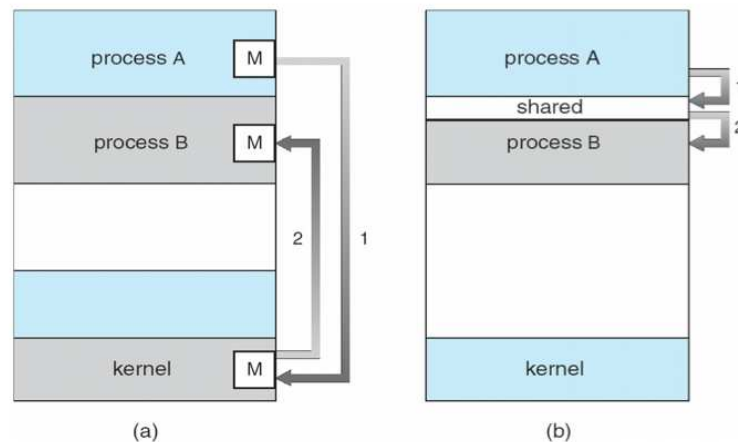 process A
M
process B
M
2
1
kernel
M
(a)
process A
shared
2
process B
kernel
(b)